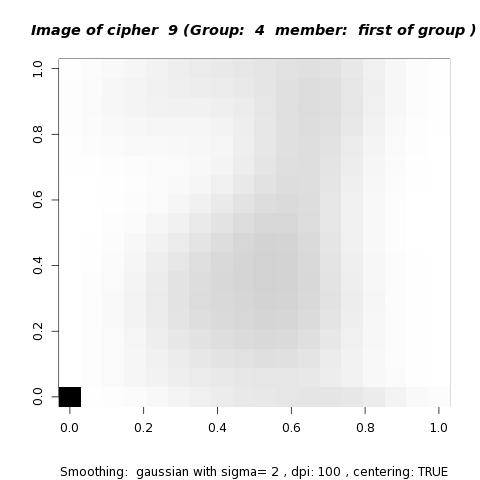 Image of cipher  9 (Group:  4  member:  first of group )
1.0
0.8
0.6
0.4
0.2
0.0
0.0 0.2 0.4 0.6 0.8 1.0
Smoothing:  gaussian with sigma= 2 , dpi: 100 , centering: TRUE